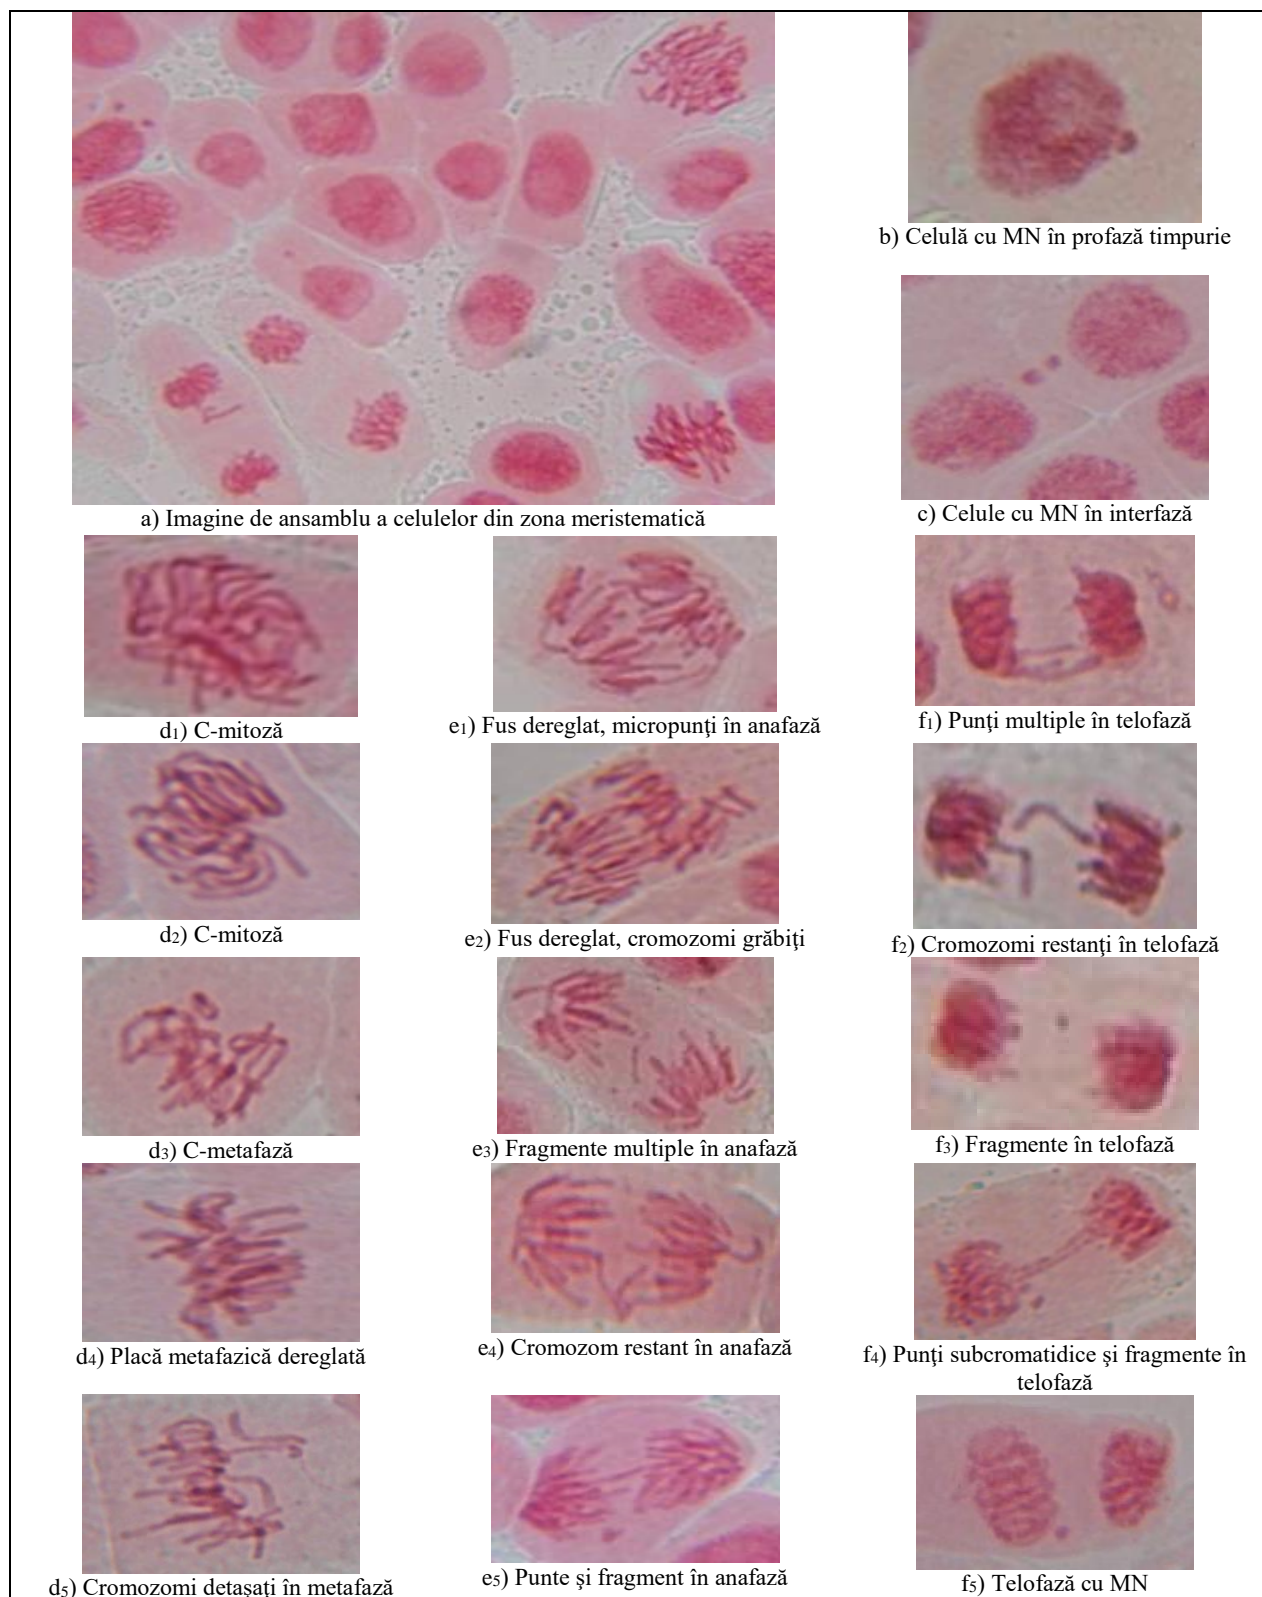 a) Imagine de ansamblu a celulelor din zona meristematică
b) Celulă cu MN în profază timpurie
c) Celule cu MN în interfază
d1) C-mitoză
e1) Fus dereglat, micropunţi în anafază
f1) Punţi multiple în telofază
d2) C-mitoză
e2) Fus dereglat, cromozomi grăbiţi
f2) Cromozomi restanţi în telofază
d3) C-metafază
e3) Fragmente multiple în anafază
f3) Fragmente în telofază
d4) Placă metafazică dereglată
e4) Cromozom restant în anafază
f4) Punţi subcromatidice şi fragmente în
telofază
d5) Cromozomi detaşaţi în metafază
e5) Punte şi fragment în anafază
f5) Telofază cu MN